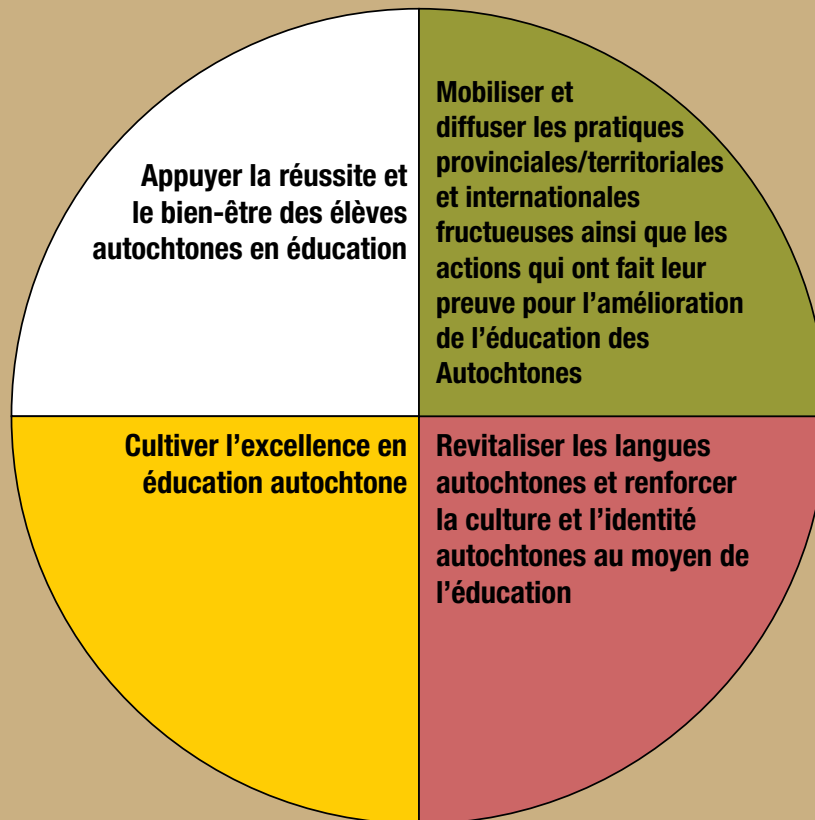 Appuyer la réussite et
le bien-être des élèves
autochtones en éducation
Mobiliser et
diffuser les pratiques
provinciales/territoriales
et internationales
fructueuses ainsi que les
actions qui ont fait leur
preuve pour l’amélioration
de l’éducation des
Autochtones
Cultiver l’excellence en
éducation autochtone
Revitaliser les langues
autochtones et renforcer
la culture et l’identité
autochtones au moyen de
l’éducation